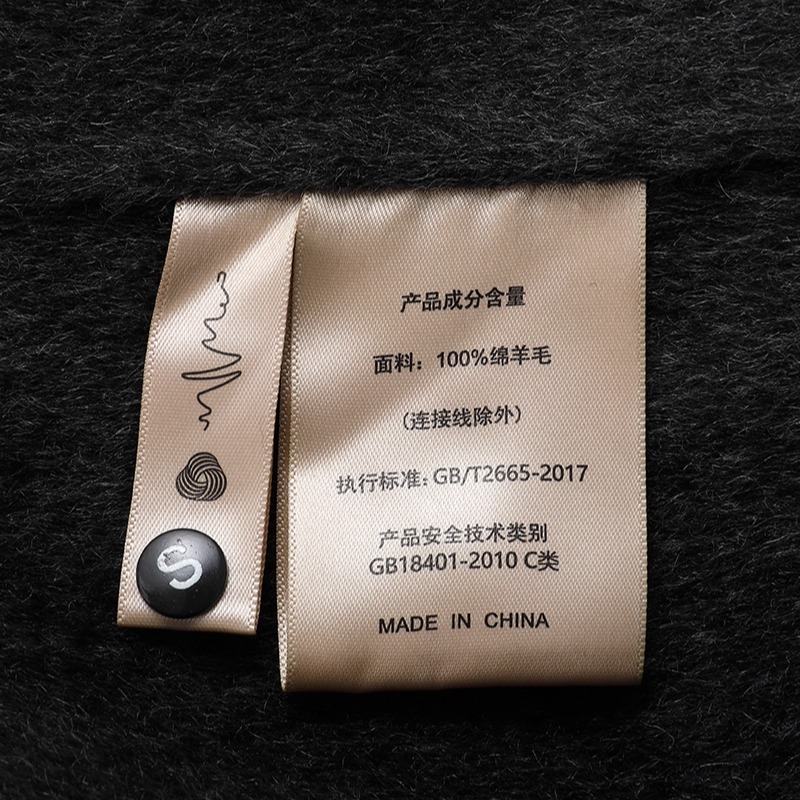 产品成分含量
面料：100%绵羊毛
(连接线除外)
执行标准：GB/T2665-2017
产品安全技术类别
GB18401-2010 C类
MADE IN CHINA
S